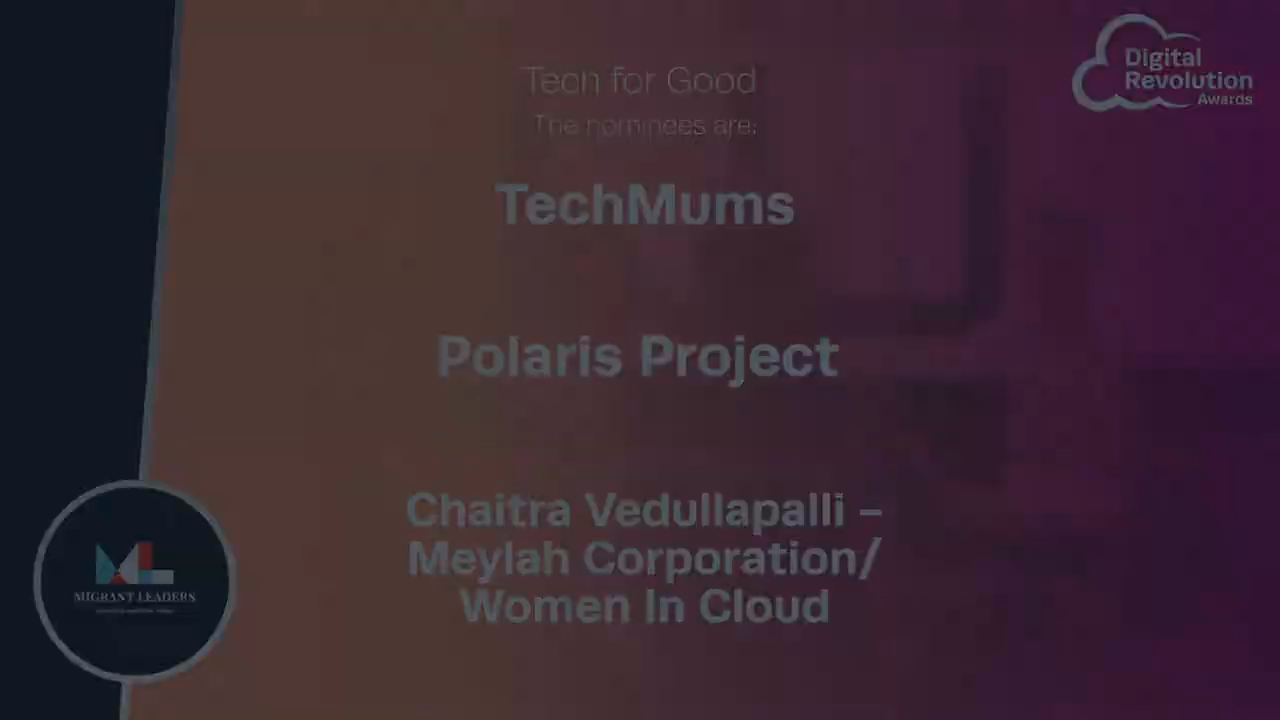 Digital
Revolution
Awards
Tech for Good
The nominees are:
TechMums
Polaris Project
Chaitra Vedullapalli –
Meylah Corporation/
Women In Cloud
MIGRANT LEADERS